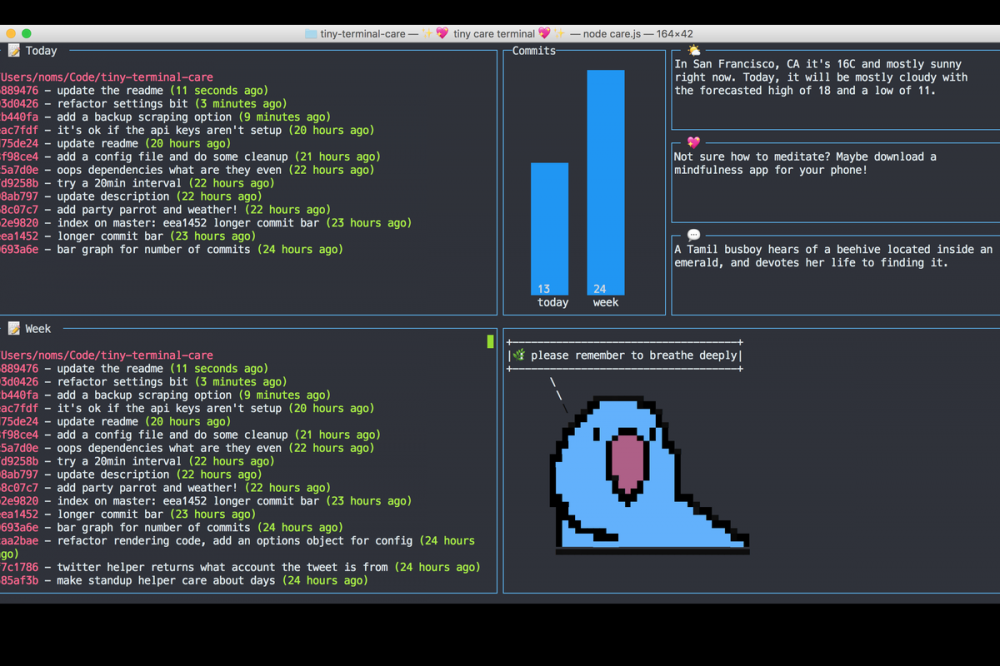 tiny-terminal-care — ✨💖 tiny care terminal 💖✨ — node care.js — 164×42
📝 Today
Users/noms/Code/tiny-terminal-care
889476 – update the readme (11 seconds ago)
3d0426 – refactor settings bit (3 minutes ago)
b440fa – add a backup scraping option (9 minutes ago)
ac7fdf – it's ok if the api keys aren't setup (20 hours ago)
75de24 – update readme (20 hours ago)
f98ce4 – add a config file and do some cleanup (21 hours ago)
5a7d0e – oops dependencies what are they even (22 hours ago)
d9258b – try a 20min interval (22 hours ago)
8ab797 – update description (22 hours ago)
8c07c7 – add party parrot and weather! (22 hours ago)
2e9820 – index on master: eea1452 longer commit bar (23 hours ago)
ea1452 – longer commit bar (23 hours ago)
693a6e – bar graph for number of commits (24 hours ago)
Commits
13 24
today week
In San Francisco, CA it's 16C and mostly sunny
right now. Today, it will be mostly cloudy with
the forecasted high of 18 and a low of 11.
Not sure how to meditate? Maybe download a
mindfulness app for your phone!
A Tamil busboy hears of a beehive located inside an
emerald, and devotes her life to finding it.
📝 Week
Users/noms/Code/tiny-terminal-care
889476 – update the readme (11 seconds ago)
3d0426 – refactor settings bit (3 minutes ago)
b440fa – add a backup scraping option (9 minutes ago)
ac7fdf – it's ok if the api keys aren't setup (20 hours ago)
75de24 – update readme (20 hours ago)
f98ce4 – add a config file and do some cleanup (21 hours ago)
5a7d0e – oops dependencies what are they even (22 hours ago)
d9258b – try a 20min interval (22 hours ago)
8ab797 – update description (22 hours ago)
8c07c7 – add party parrot and weather! (22 hours ago)
2e9820 – index on master: eea1452 longer commit bar (23 hours ago)
ea1452 – longer commit bar (23 hours ago)
693a6e – bar graph for number of commits (24 hours ago)
aa2bae – refactor rendering code, add an options object for config (24 hours
go)
7c1786 – twitter helper returns what account the tweet is from (24 hours ago)
85af3b – make standup helper care about days (24 hours ago)
🌿 please remember to breathe deeply